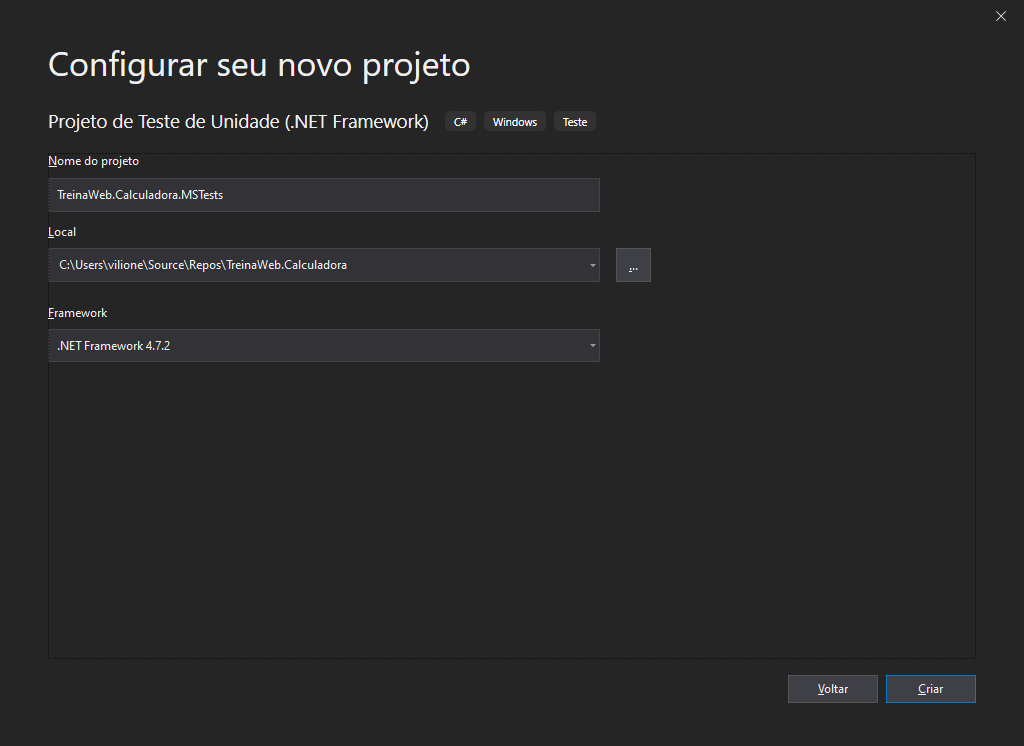 Configurar seu novo projeto
Projeto de Teste de Unidade (.NET Framework) C# Windows Teste
Nome do projeto
TreinaWeb.Calculadora.MSTests
Local
C:\Users\vilione\Source\Repos\TreinaWeb.Calculadora ...
Framework
.NET Framework 4.7.2
Voltar Criar